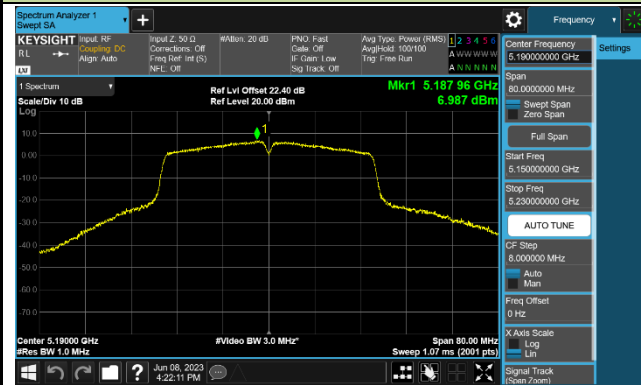 Spectrum Analyzer 1
Swept SA
Frequency
KEYSIGHT
RL
Input: RF
Coupling: DC
Align: Auto
Input Z: 50 Ω
Corrections: Off
Freq Ref: Int (S)
NFE: Off
#Atten: 20 dB
PNO: Fast
Gate: Off
IF Gain: Low
Sig Track: Off
Avg Type: Power (RMS)
Avg|Hold: 100/100
Trig: Free Run
1 2 3 4 5 6
A W W W W W
A N N N N N
1 Spectrum
Scale/Div 10 dB
Log
Ref Lvl Offset 22.40 dB
Ref Level 20.00 dBm
Mkr1 5.187 96 GHz
6.987 dBm
1
10.0
0.00
-10.0
-20.0
-30.0
-40.0
-50.0
-60.0
-70.0
Center 5.19000 GHz
#Res BW 1.0 MHz
#Video BW 3.0 MHz*
Span 80.00 MHz
Sweep 1.07 ms (2001 pts)
Jun 08, 2023
4:22:11 PM
Center Frequency
5.190000000 GHz
Settings
Span
80.0000000 MHz
Swept Span
Zero Span
Full Span
Start Freq
5.150000000 GHz
Stop Freq
5.230000000 GHz
AUTO TUNE
CF Step
8.000000 MHz
Auto
Man
Freq Offset
0 Hz
X Axis Scale
Log
Lin
Signal Track
(Span Zoom)